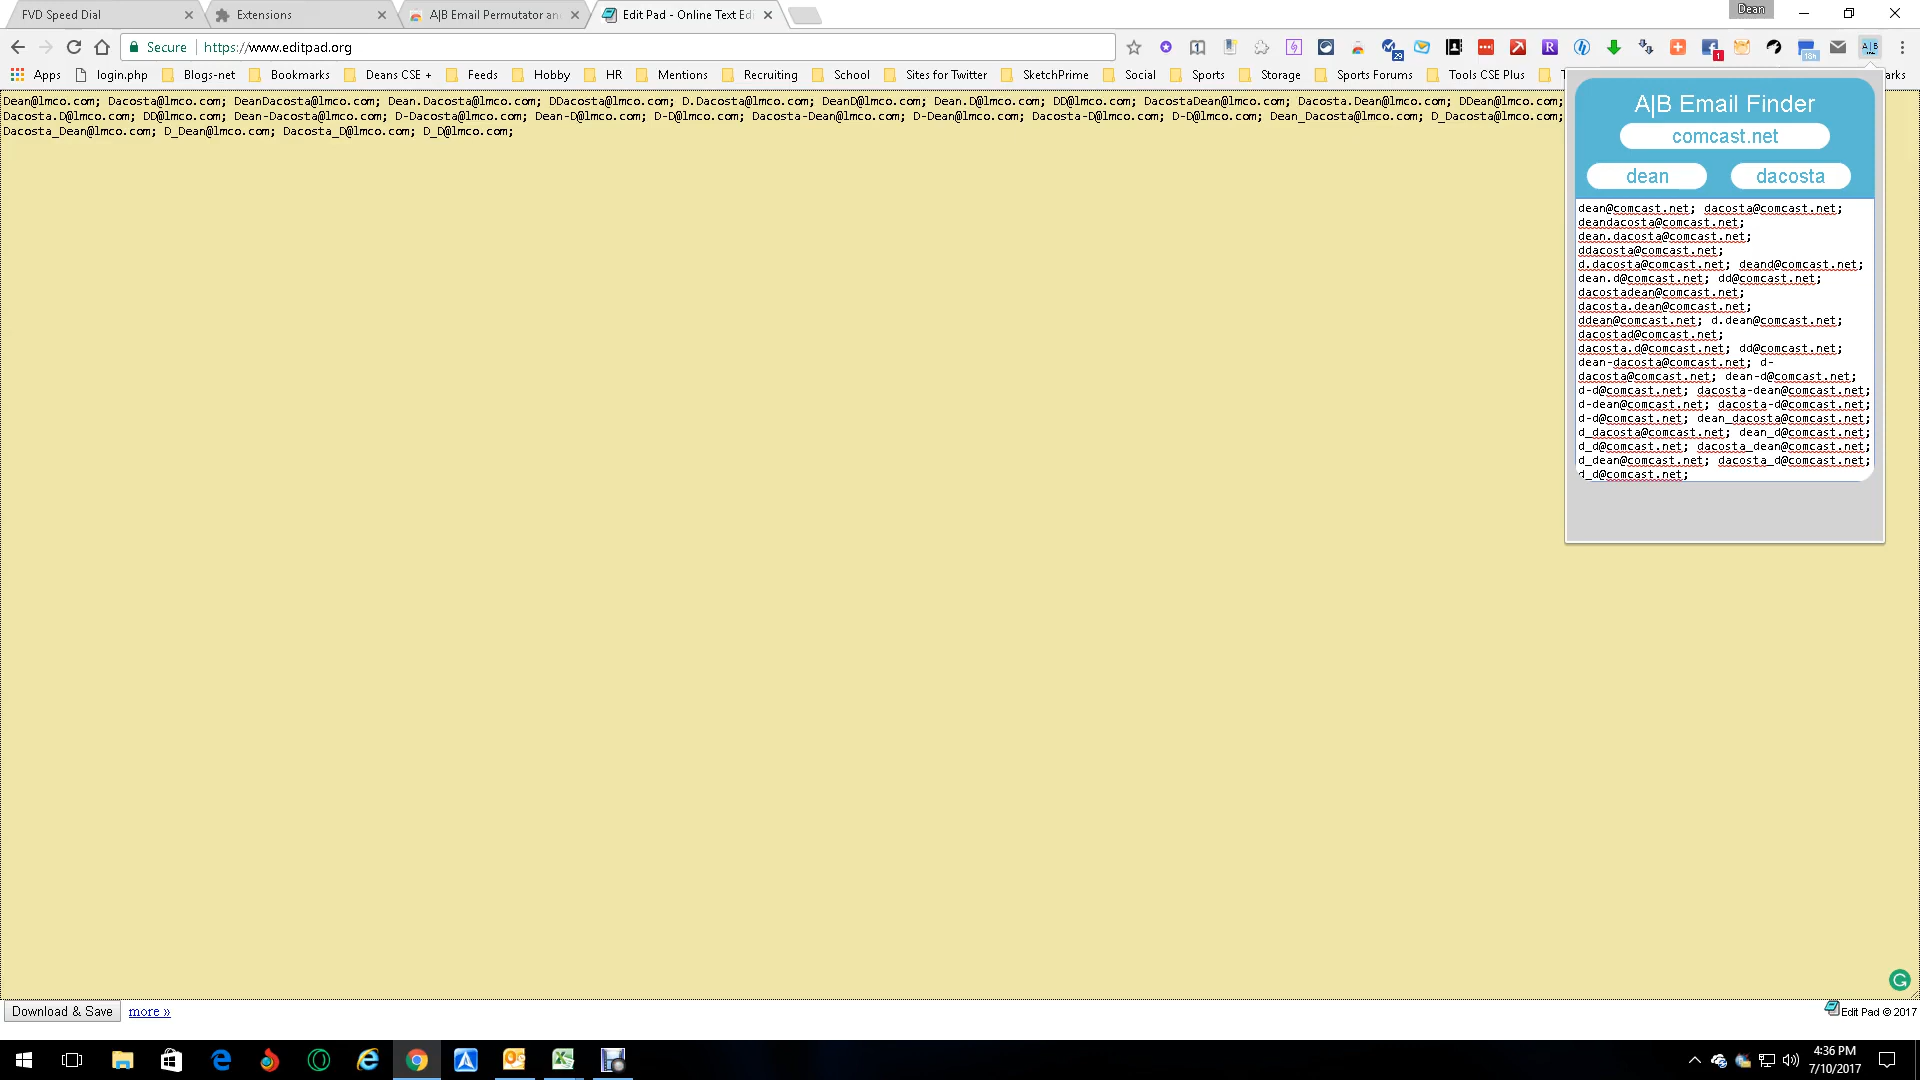 FVD Speed Dial
Extensions
A|B Email Permutator an
Edit Pad - Online Text Edi
Dean
Secure
https://www.editpad.org
1
29
1
18h
A|B
Apps
login.php
Blogs-net
Bookmarks
Deans CSE +
Feeds
Hobby
HR
Mentions
Recruiting
School
Sites for Twitter
SketchPrime
Social
Sports
Storage
Sports Forums
Tools CSE Plus
Dean@lmco.com; Dacosta@lmco.com; DeanDacosta@lmco.com; Dean.Dacosta@lmco.com; DDacosta@lmco.com; D.Dacosta@lmco.com; DeanD@lmco.com; Dean.D@lmco.com; DD@lmco.com; DacostaDean@lmco.com; Dacosta.Dean@lmco.com; DDean@lmco.com;
Dacosta.D@lmco.com; DD@lmco.com; Dean-Dacosta@lmco.com; D-Dacosta@lmco.com; Dean-D@lmco.com; D-D@lmco.com; Dacosta-Dean@lmco.com; D-Dean@lmco.com; Dacosta-D@lmco.com; D-D@lmco.com; Dean_Dacosta@lmco.com; D_Dacosta@lmco.com;
Dacosta_Dean@lmco.com; D_Dean@lmco.com; Dacosta_D@lmco.com; D_D@lmco.com;
A|B Email Finder
comcast.net
dean
dacosta
dean@comcast.net; dacosta@comcast.net;
deandacosta@comcast.net;
dean.dacosta@comcast.net;
ddacosta@comcast.net;
d.dacosta@comcast.net; deand@comcast.net;
dean.d@comcast.net; dd@comcast.net;
dacostadean@comcast.net;
dacosta.dean@comcast.net;
ddean@comcast.net; d.dean@comcast.net;
dacostad@comcast.net;
dacosta.d@comcast.net; dd@comcast.net;
dean-dacosta@comcast.net; d-
dacosta@comcast.net; dean-d@comcast.net;
d-d@comcast.net; dacosta-dean@comcast.net;
d-dean@comcast.net; dacosta-d@comcast.net;
d-d@comcast.net; dean_dacosta@comcast.net;
d_dacosta@comcast.net; dean_d@comcast.net;
d_d@comcast.net; dacosta_dean@comcast.net;
d_dean@comcast.net; dacosta_d@comcast.net;
d_d@comcast.net;
Download & Save
more »
Edit Pad © 2017
4:36 PM
7/10/2017